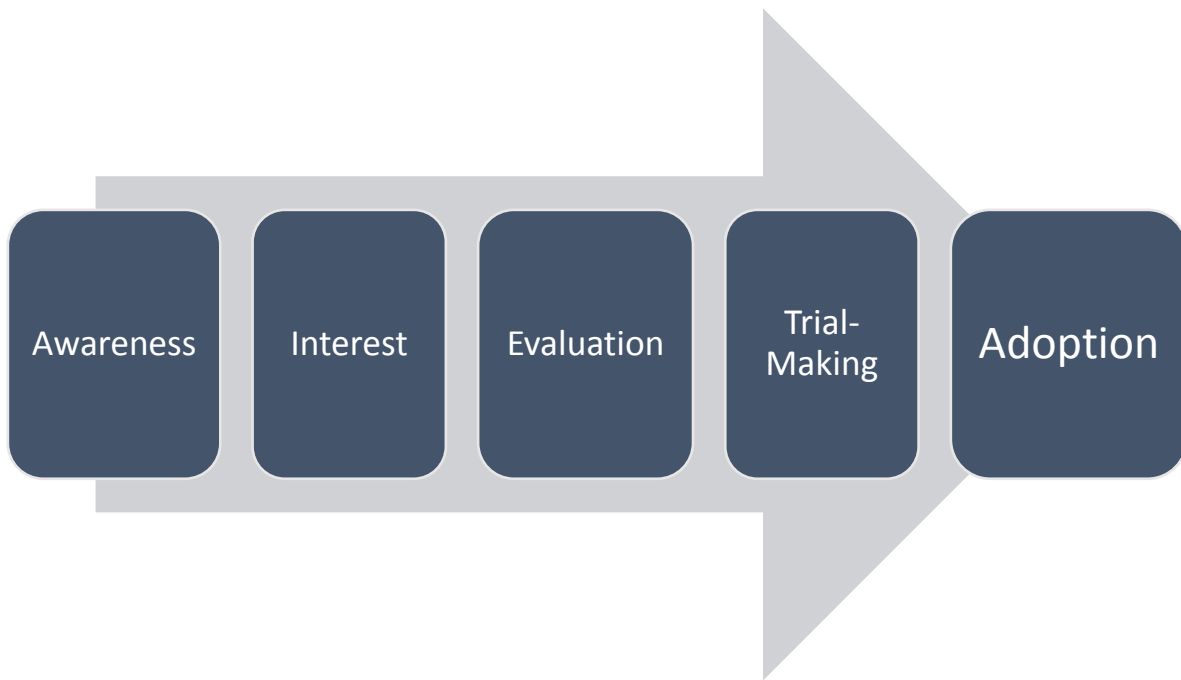 Awareness
Interest
Evaluation
Trial-
Making
Adoption